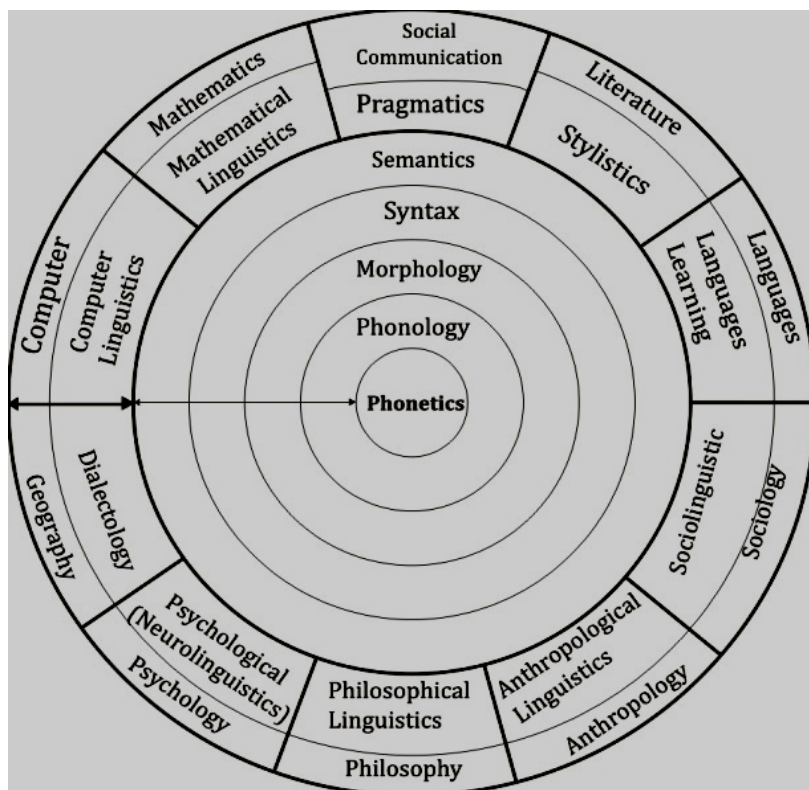 Social
Communication
Pragmatics
Literature
Stylistics
Languages
Languages
Learning
Sociology
Sociolinguistic
Anthropology
Anthropological
Linguistics
Philosophy
Philosophical
Linguistics
Psychology
Psychological
(Neurolinguistics)
Geography
Dialectology
Computer
Computer
Linguistics
Mathematics
Mathematical
Linguistics
Semantics
Syntax
Morphology
Phonology
Phonetics